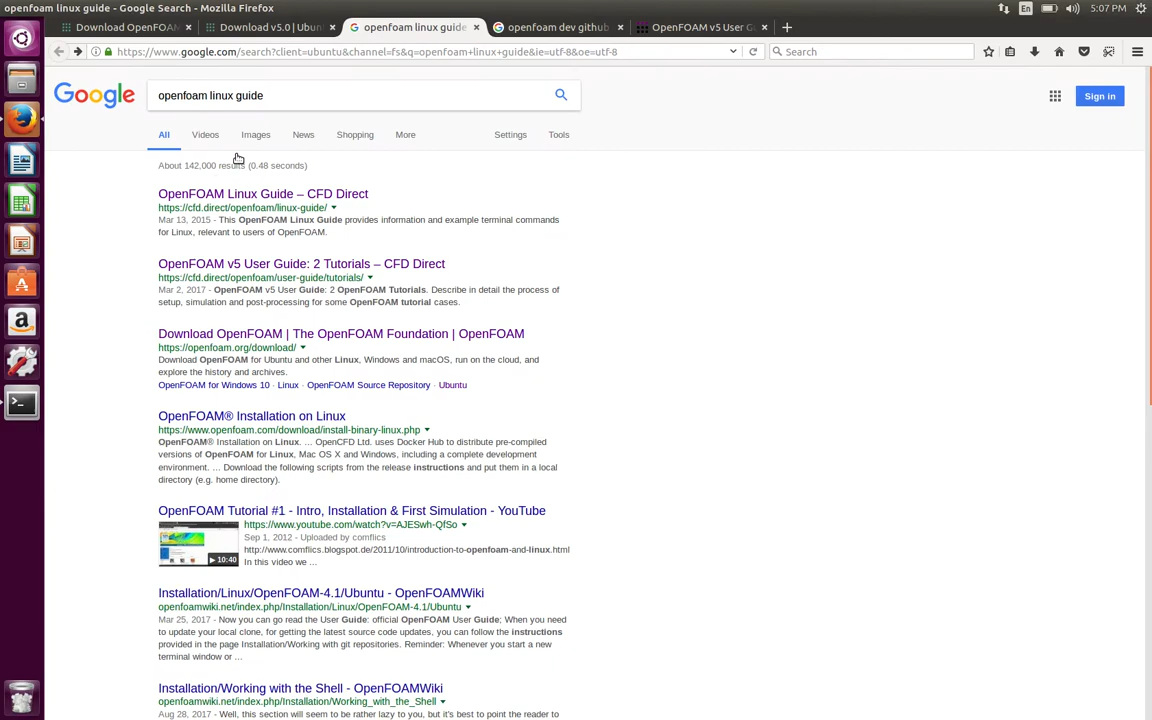 openfoam linux guide - Google Search - Mozilla Firefox
En
5:07 PM
Download OpenFOAM
Download v5.0 | Ubun
openfoam linux guide
openfoam dev github
OpenFOAM v5 User G
https://www.google.com/search?client=ubuntu&channel=fs&q=openfoam+linux+guide&ie=utf-8&oe=utf-8
Search
Google
openfoam linux guide
Sign in
All
Videos
Images
News
Shopping
More
Settings
Tools
About 142,000 results (0.48 seconds)
OpenFOAM Linux Guide – CFD Direct
https://cfd.direct/openfoam/linux-guide/
Mar 13, 2015 - This OpenFOAM Linux Guide provides information and example terminal commands
for Linux, relevant to users of OpenFOAM.
OpenFOAM v5 User Guide: 2 Tutorials – CFD Direct
https://cfd.direct/openfoam/user-guide/tutorials/
Mar 2, 2017 - OpenFOAM v5 User Guide: 2 OpenFOAM Tutorials. Describe in detail the process of
setup, simulation and post-processing for some OpenFOAM tutorial cases.
Download OpenFOAM | The OpenFOAM Foundation | OpenFOAM
https://openfoam.org/download/
Download OpenFOAM for Ubuntu and other Linux, Windows and macOS, run on the cloud, and
explore the history and archives.
OpenFOAM for Windows 10 · Linux · OpenFOAM Source Repository · Ubuntu
OpenFOAM® Installation on Linux
https://www.openfoam.com/download/install-binary-linux.php
OpenFOAM® Installation on Linux. ... OpenCFD Ltd. uses Docker Hub to distribute pre-compiled
versions of OpenFOAM for Linux, Mac OS X and Windows, including a complete development
environment. ... Download the following scripts from the release instructions and put them in a local
directory (e.g. home directory).
OpenFOAM Tutorial #1 - Intro, Installation & First Simulation - YouTube
https://www.youtube.com/watch?v=AJESwh-QfSo
Sep 1, 2012 - Uploaded by comflics
http://www.comflics.blogspot.de/2011/10/introduction-to-openfoam-and-linux.html
In this video we ...
10:40
Installation/Linux/OpenFOAM-4.1/Ubuntu - OpenFOAMWiki
openfoamwiki.net/index.php/Installation/Linux/OpenFOAM-4.1/Ubuntu
Mar 25, 2017 - Now you can go read the User Guide: official OpenFOAM User Guide; When you need
to update your local clone, for getting the latest source code updates, you can follow the instructions
provided in the page Installation/Working with git repositories. Reminder: Whenever you start a new
terminal window or ...
Installation/Working with the Shell - OpenFOAMWiki
openfoamwiki.net/index.php/Installation/Working_with_the_Shell
Aug 28, 2017 - Well, this section will seem to be rather lazy to you, but it's best to point the reader to